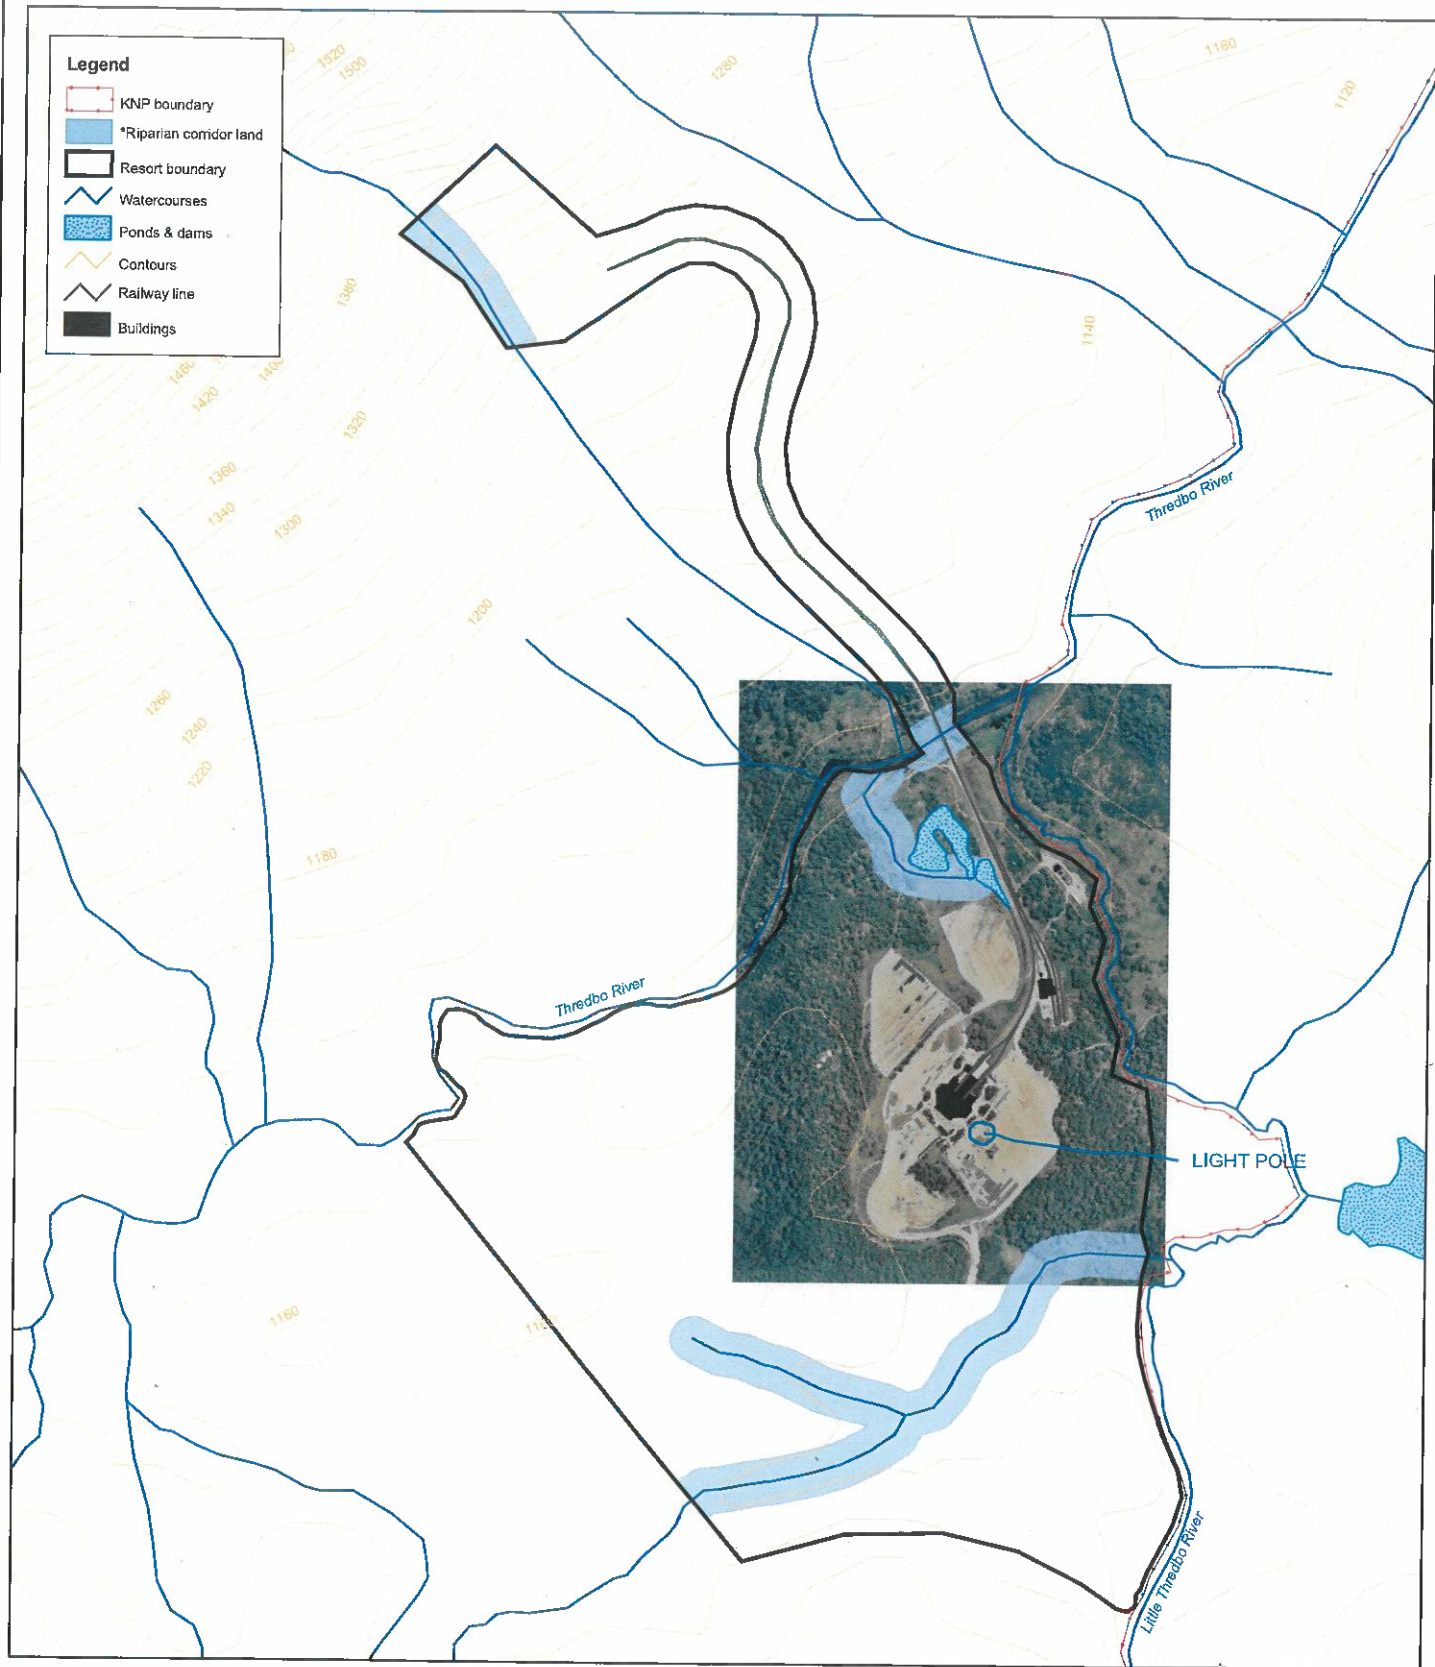 Legend
KNP boundary
*Riparian corridor land
Resort boundary
Watercourses
Ponds & dams
Contours
Railway line
Buildings
1520
1500
1280
1160
1120
1380
1140
1460
1400
1420
1320
1360
1340
1300
Thredbo River
1200
1260
1240
1220
1180
Thredbo River
LIGHT POLE
1160
Little Thredbo River